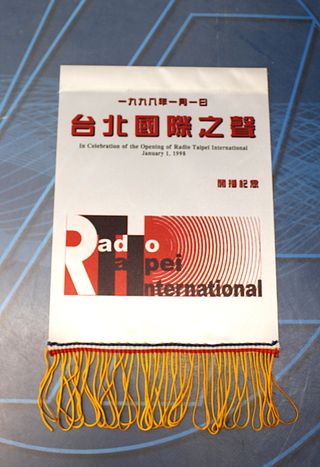 一九九八年一月一日
台北國際之聲
In Celebration of the Opening of Radio Taipei International
January 1, 1998
開播紀念
Radio
Taipei
International